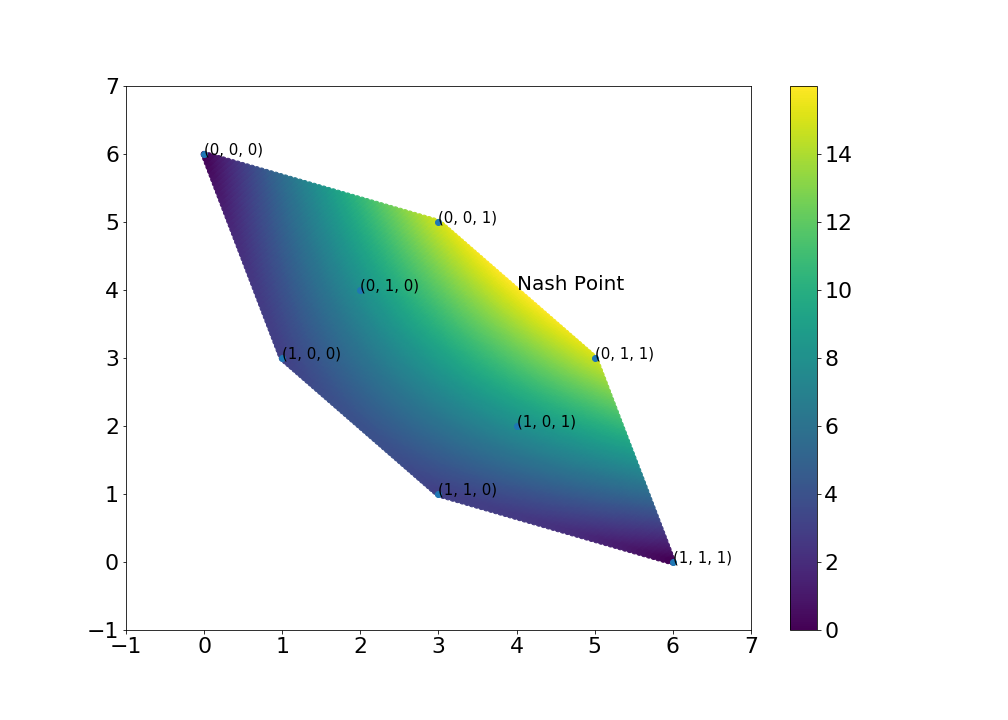 7
6
5
4
3
2
1
0
−1
−1 0 1 2 3 4 5 6 7
(0, 0, 0)
(0, 0, 1)
(0, 1, 0)
Nash Point
(1, 0, 0)
(0, 1, 1)
(1, 0, 1)
(1, 1, 0)
(1, 1, 1)
14
12
10
8
6
4
2
0